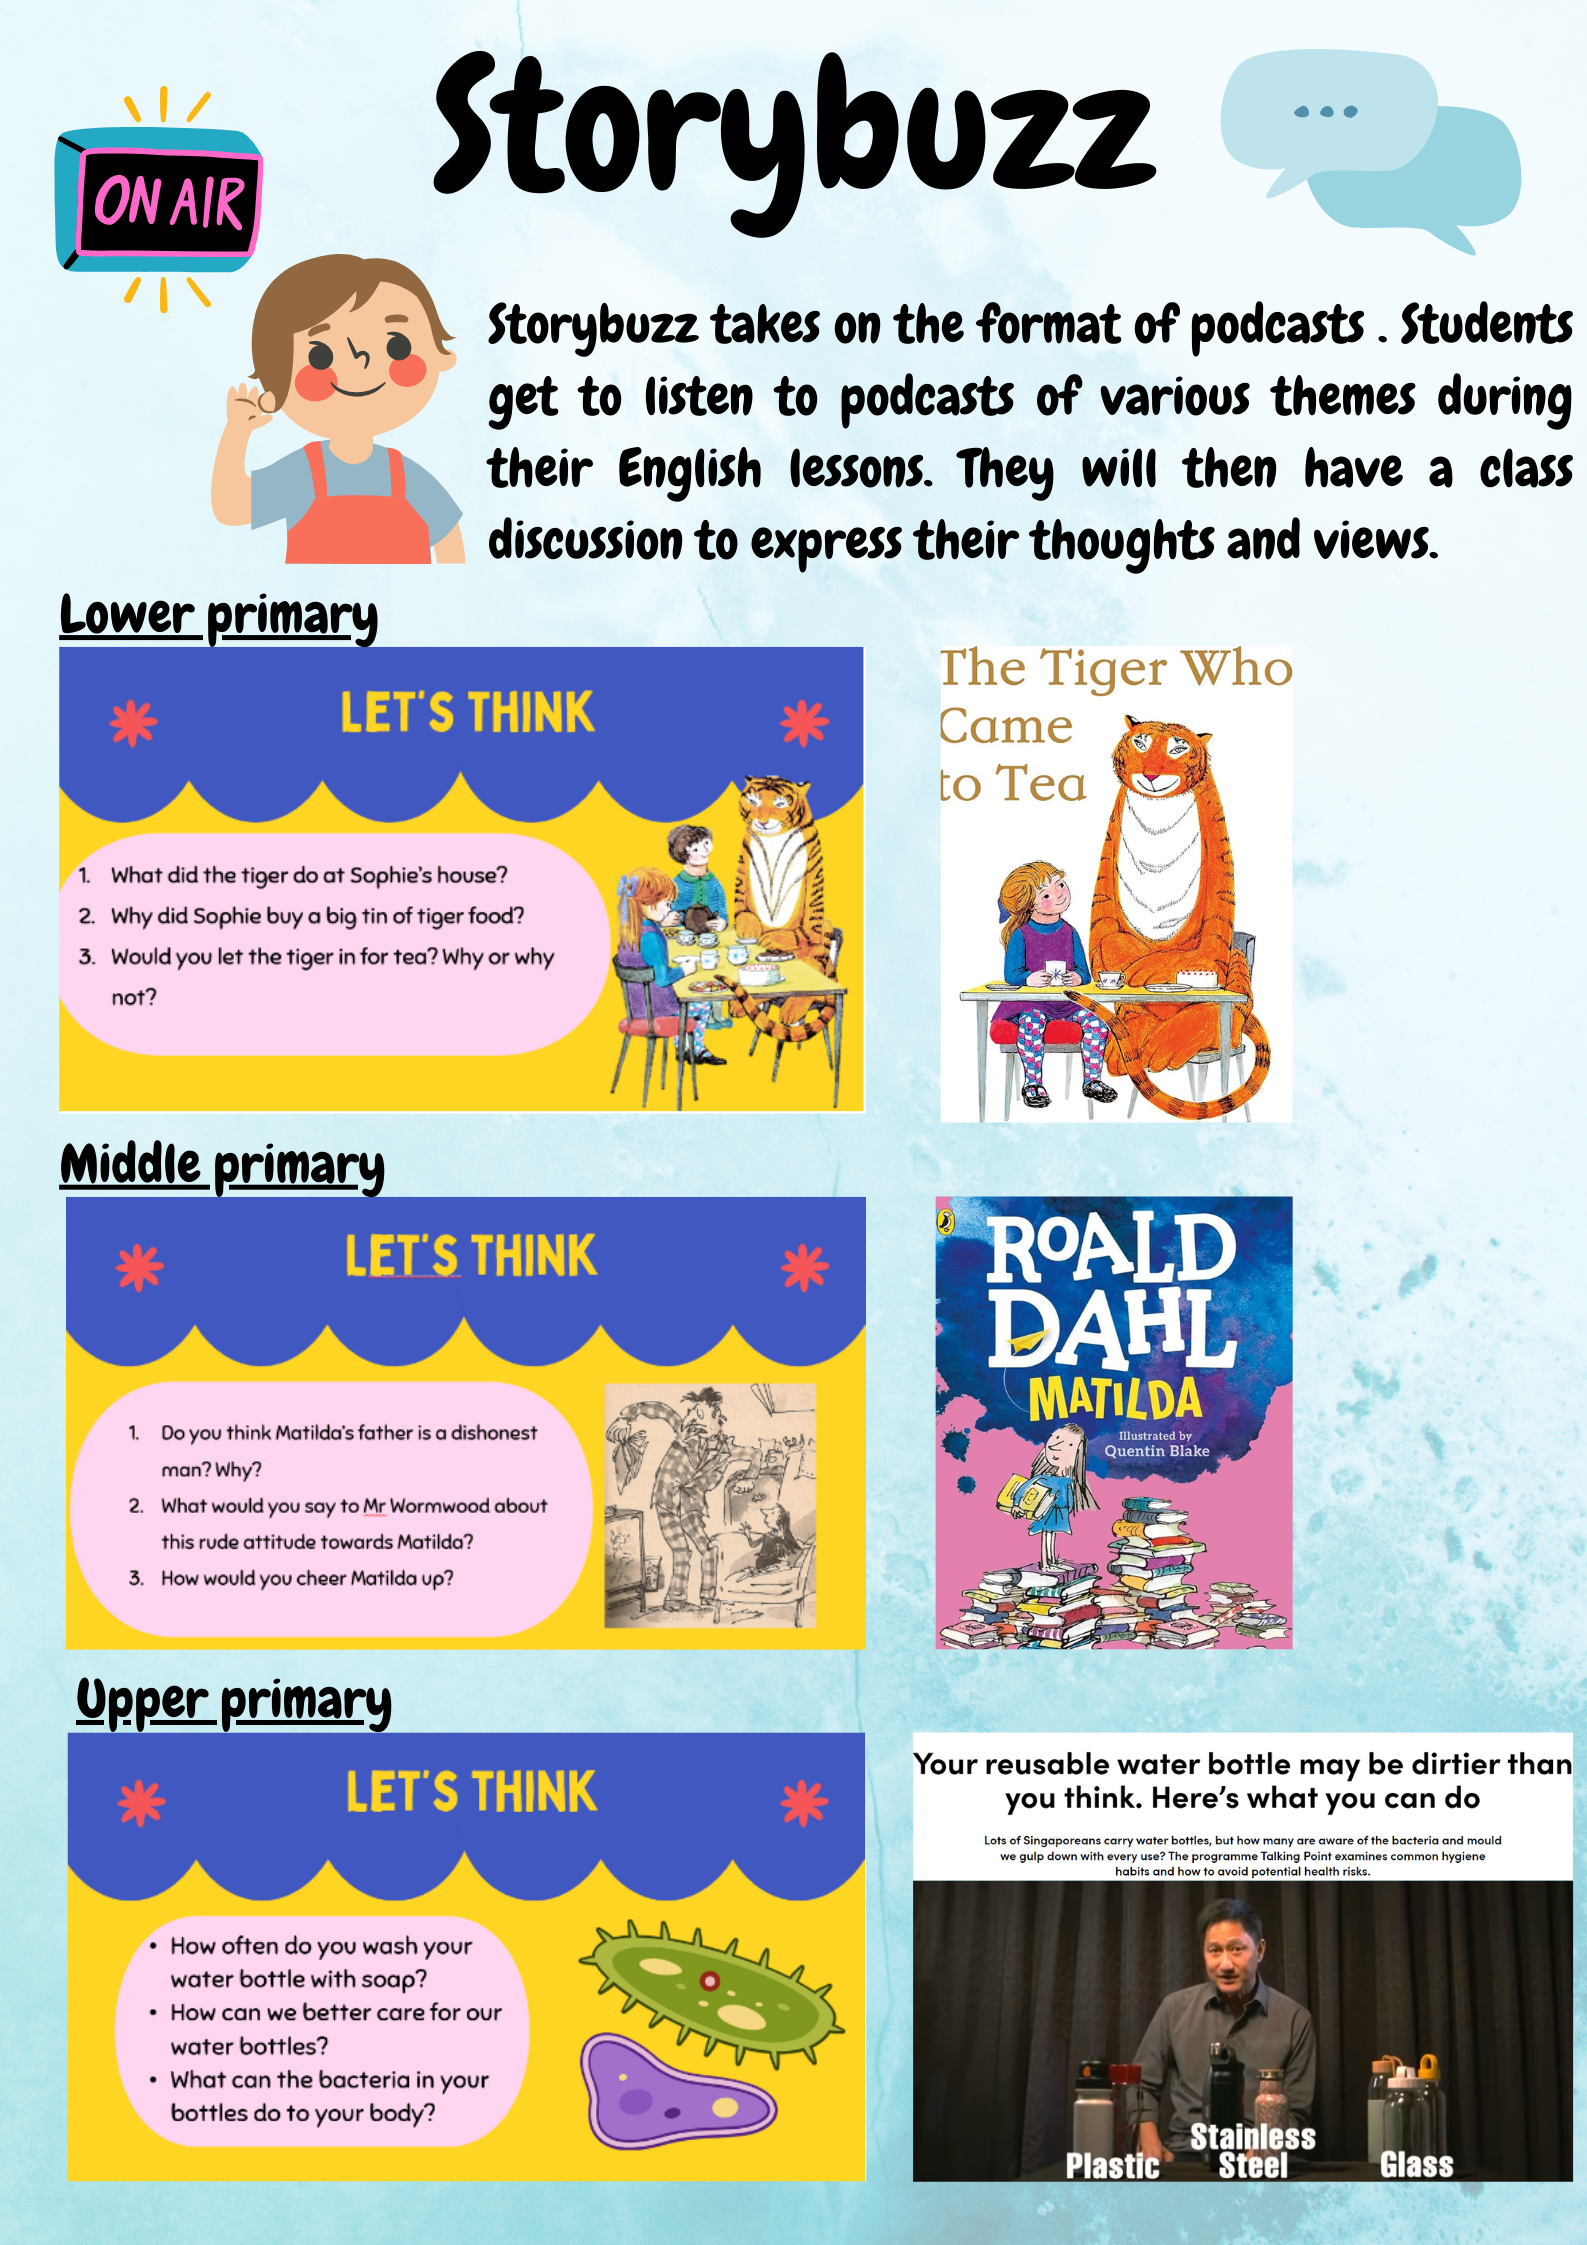 Storybuzz
ON AIR
Storybuzz takes on the format of podcasts . Students
get to listen to podcasts of various themes during
their English lessons. They will then have a class
discussion to express their thoughts and views.
Lower primary
LET'S THINK
1. What did the tiger do at Sophie's house?
2. Why did Sophie buy a big tin of tiger food?
3. Would you let the tiger in for tea? Why or why
not?
The Tiger Who
Came
to Tea
Middle primary
LET'S THINK
1. Do you think Matilda's father is a dishonest
man? Why?
2. What would you say to Mr Wormwood about
this rude attitude towards Matilda?
3. How would you cheer Matilda up?
ROALD
DAHL
MATILDA
Illustrated by
Quentin Blake
Upper primary
LET'S THINK
• How often do you wash your
water bottle with soap?
• How can we better care for our
water bottles?
• What can the bacteria in your
bottles do to your body?
Your reusable water bottle may be dirtier than
you think. Here's what you can do
Lots of Singaporeans carry water bottles, but how many are aware of the bacteria and mould
we gulp down with every use? The programme Talking Point examines common hygiene
habits and how to avoid potential health risks.
Plastic
Stainless
Steel
Glass